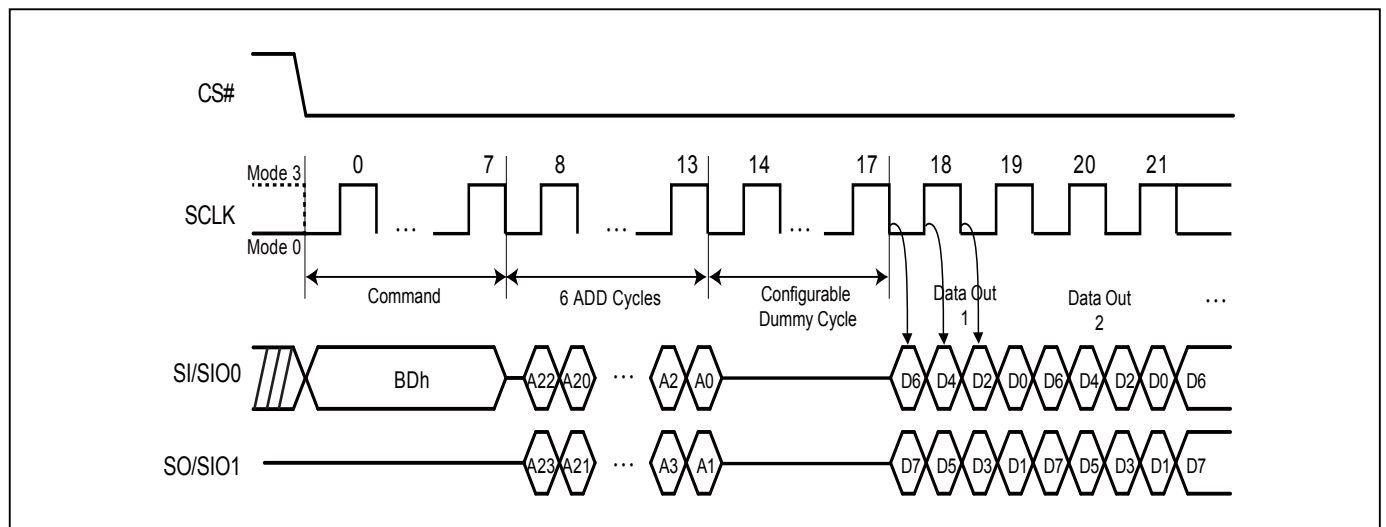 CS#
0 7 8 13 14 17 18 19 20 21
Mode 3
SCLK
... ... ...
Mode 0
Command
6 ADD Cycles
Configurable
Dummy Cycle
Data Out
1
Data Out
2
...
SI/SIO0
BDh
A22 A20 ... A2 A0
D6 D4 D2 D0 D6 D4 D2 D0 D6
SO/SIO1
A23 A21 ... A3 A1
D7 D5 D3 D1 D7 D5 D3 D1 D7